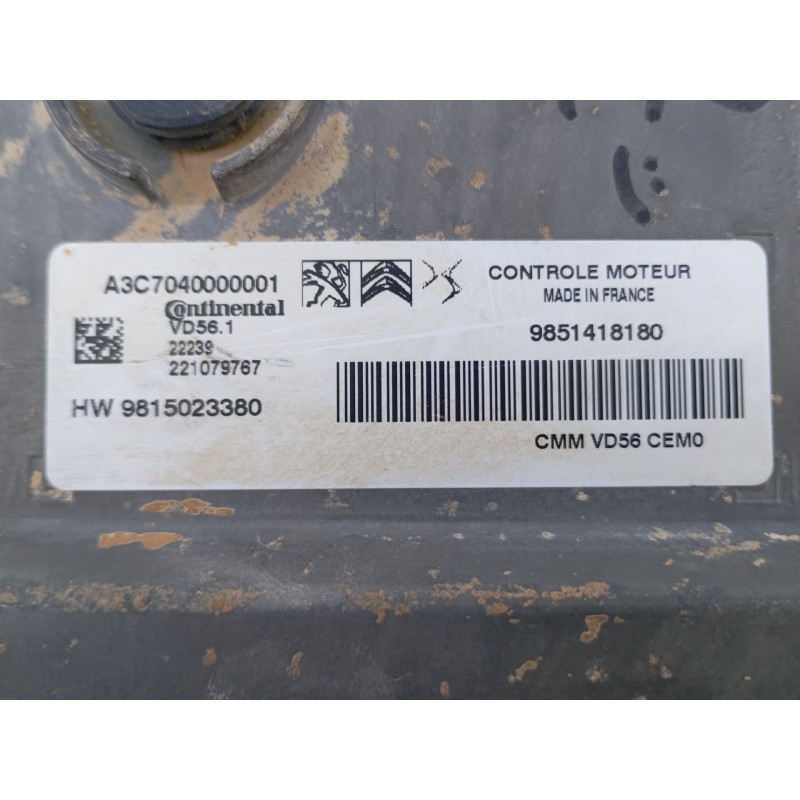 A3C7040000001
Continental
VD56.1
22239
221079767
HW 9815023380
CONTROLE MOTEUR
MADE IN FRANCE
9851418180
CMM VD56 CEM0